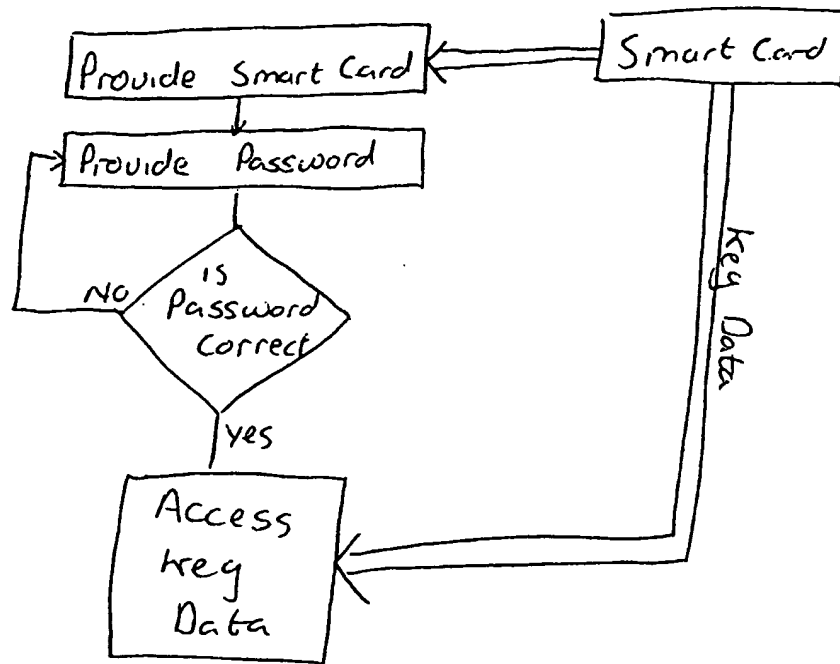 Provide Smart Card
Smart Card
Provide Password
is
Password
Correct
NO
yes
Key Data
Access
key
Data